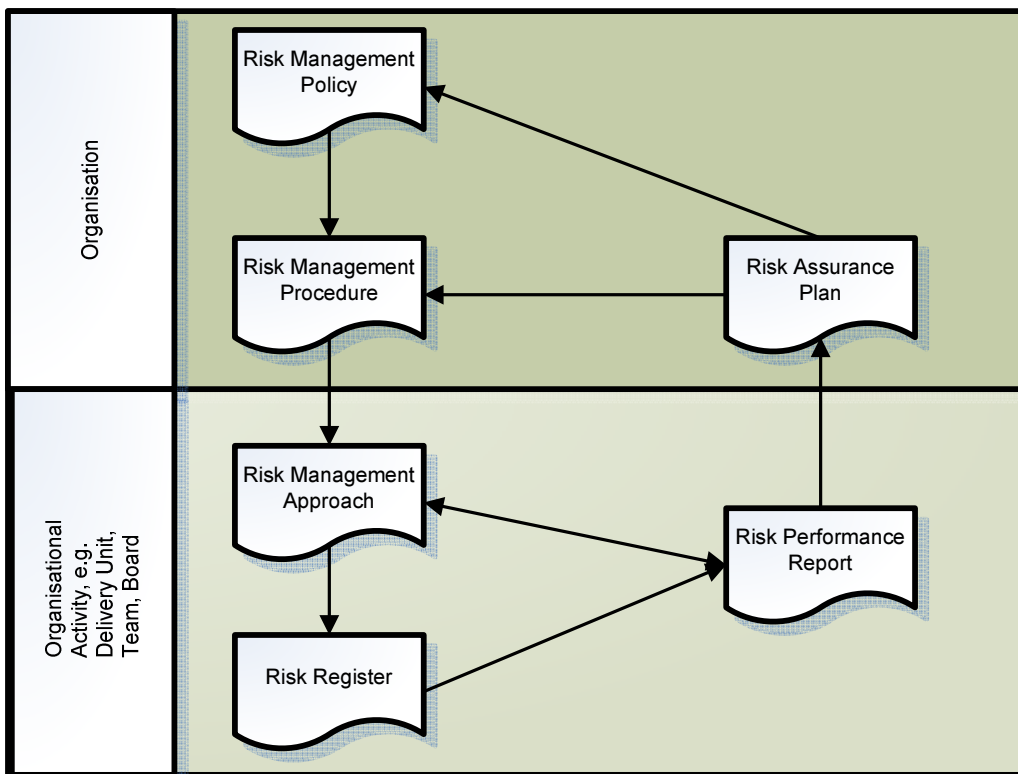 Organisation
Risk Management
Policy
Risk Management
Procedure
Risk Assurance
Plan
Organisational
Activity, e.g.
Delivery Unit,
Team, Board
Risk Management
Approach
Risk Performance
Report
Risk Register